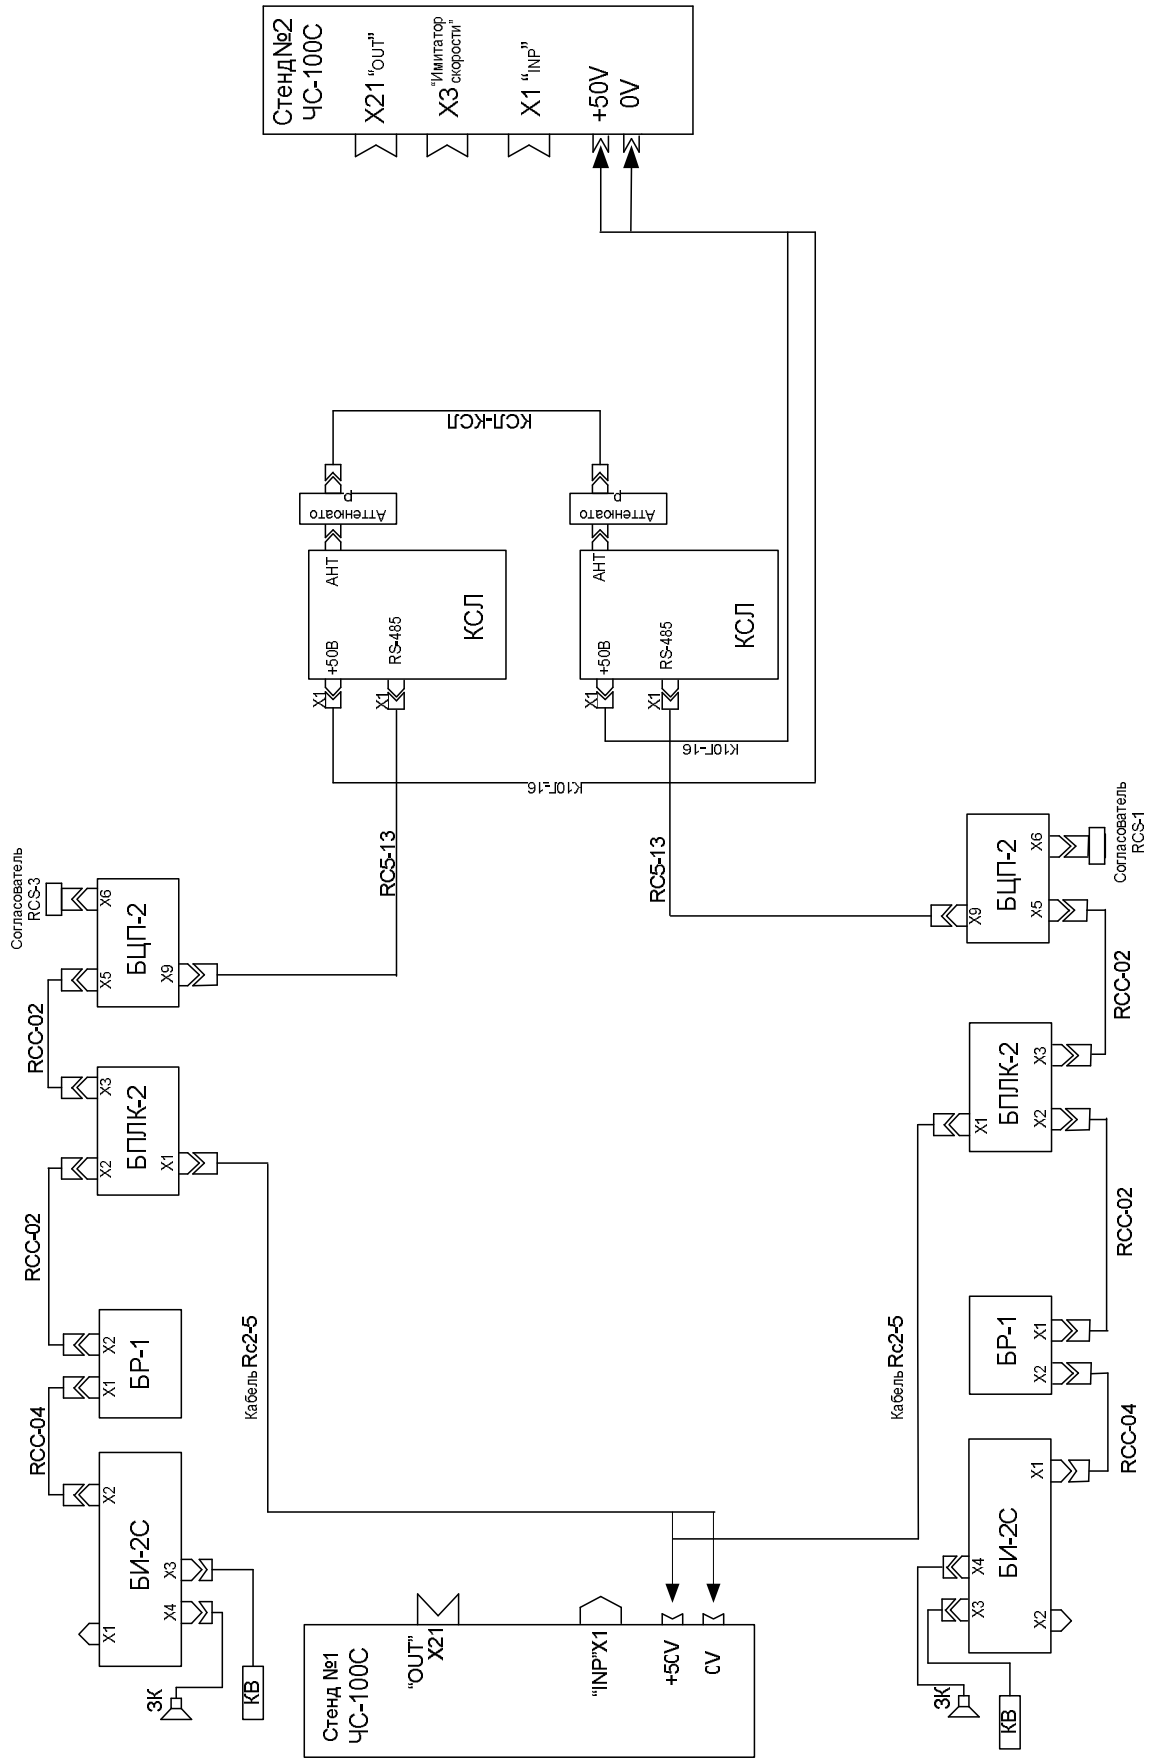 Стенд №2
ЧС-100С
X21 "OUT"
X3 "Имитатор
скорости"
X1 "INP"
+50V
0V
КСЛ-КСЛ
Аттенюато
р
АНТ
+50В
RS-485
КСЛ
X1
X1
Аттенюато
р
АНТ
+50В
RS-485
КСЛ
X1
X1
К10Г-16
К10Г-16
RC5-13
RC5-13
Согласователь
RCS-3
X6
БЦП-2
X5
X9
RCC-02
X3
БПЛК-2
X2
X1
RCC-02
X2
БР-1
X1
Кабель Rc2-5
RCC-04
X2
БИ-2С
X3
X4
X1
ЗК
КВ
Согласователь
RCS-1
X6
БЦП-2
X9
X5
RCC-02
X3
БПЛК-2
X1
X2
RCC-02
X1
БР-1
X2
Кабель Rc2-5
RCC-04
X1
БИ-2С
X4
X3
X2
ЗК
КВ
Стенд №1
ЧС-100С
"OUT"
X21
"INP"X1
+5CV
CV